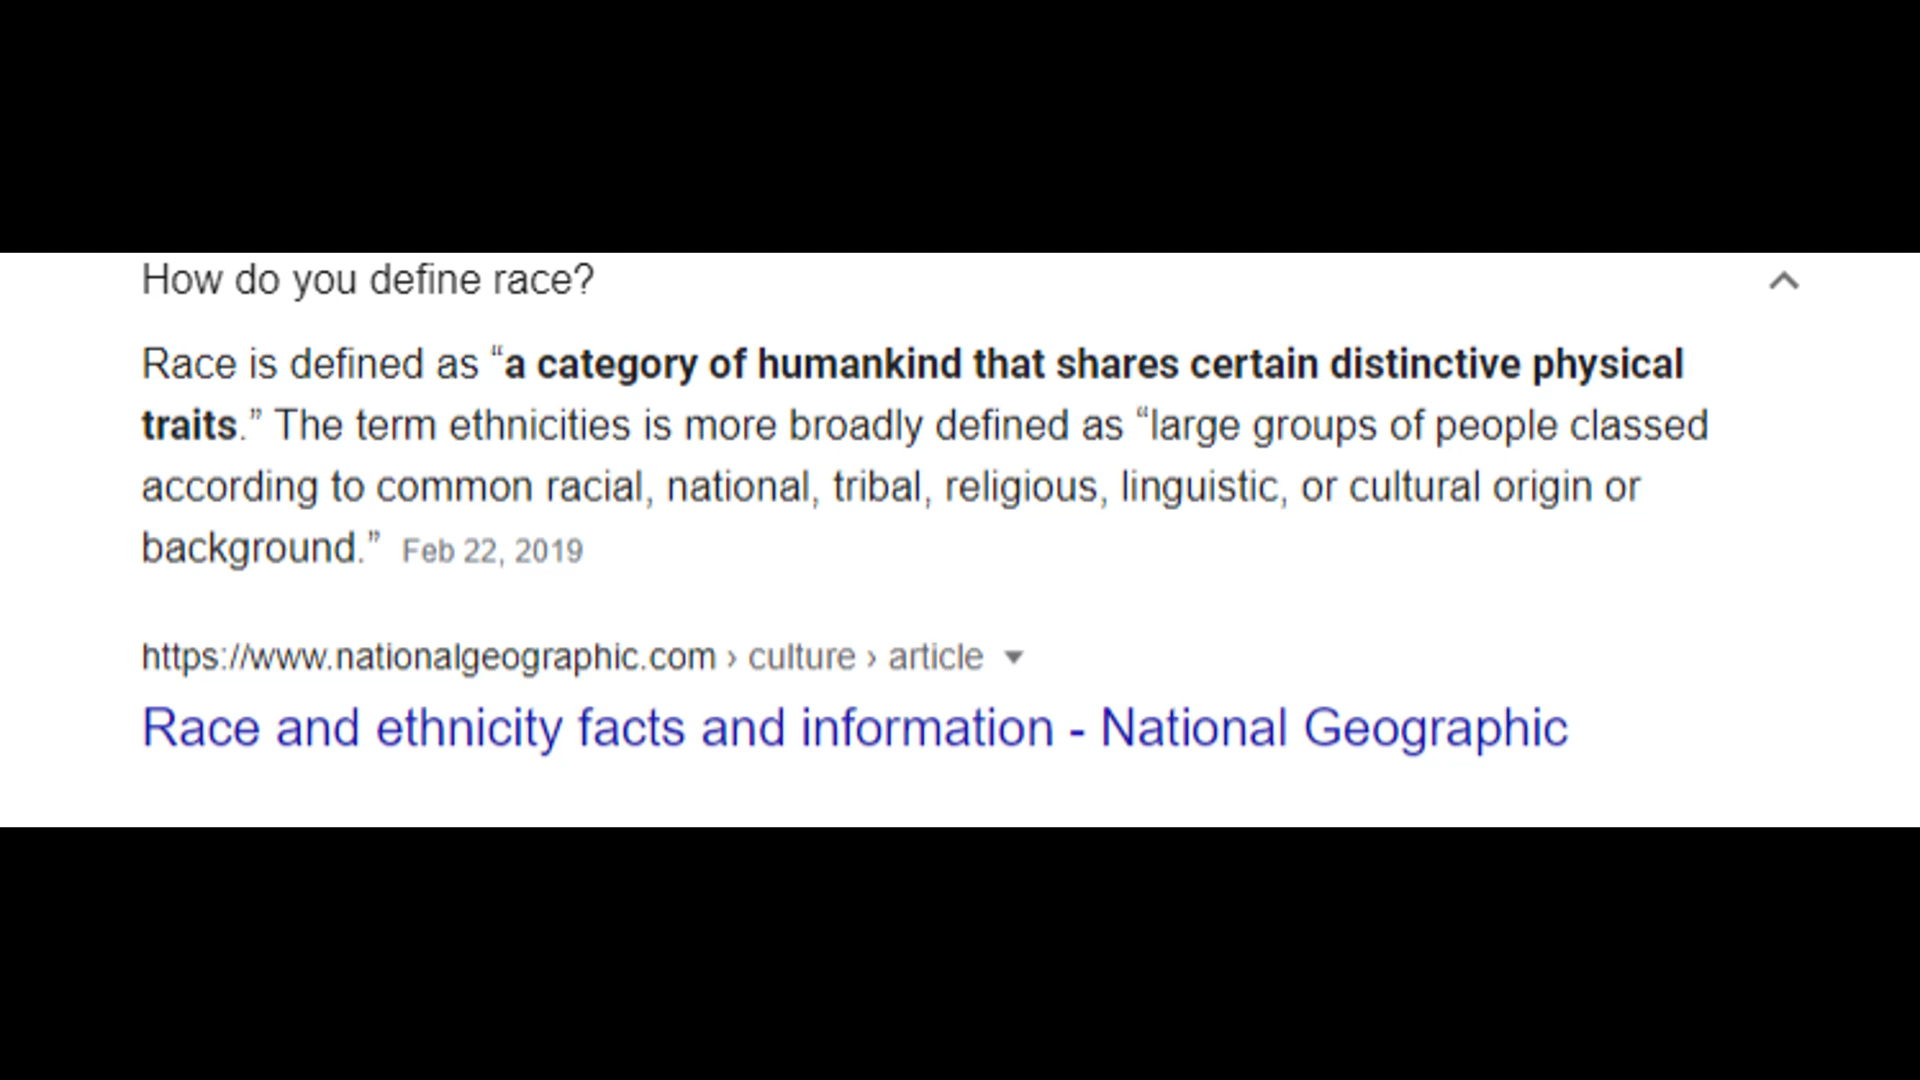 How do you define race?
Race is defined as “a category of humankind that shares certain distinctive physical
traits.” The term ethnicities is more broadly defined as “large groups of people classed
according to common racial, national, tribal, religious, linguistic, or cultural origin or
background.” Feb 22, 2019
https://www.nationalgeographic.com › culture › article
Race and ethnicity facts and information - National Geographic